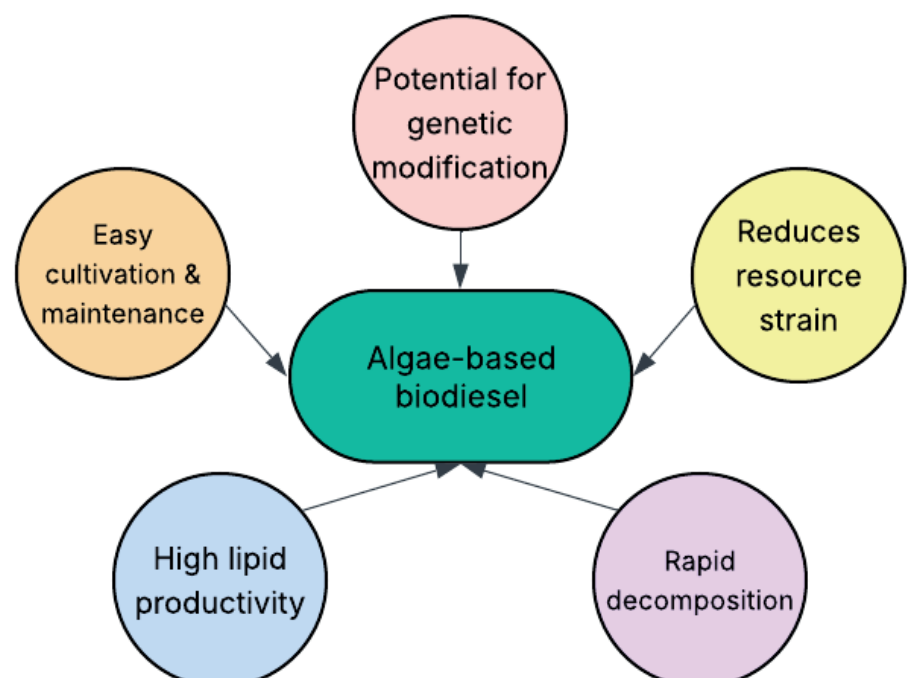 Potential for
genetic
modification
Easy
cultivation &
maintenance
Reduces
resource
strain
Algae-based
biodiesel
High lipid
productivity
Rapid
decomposition